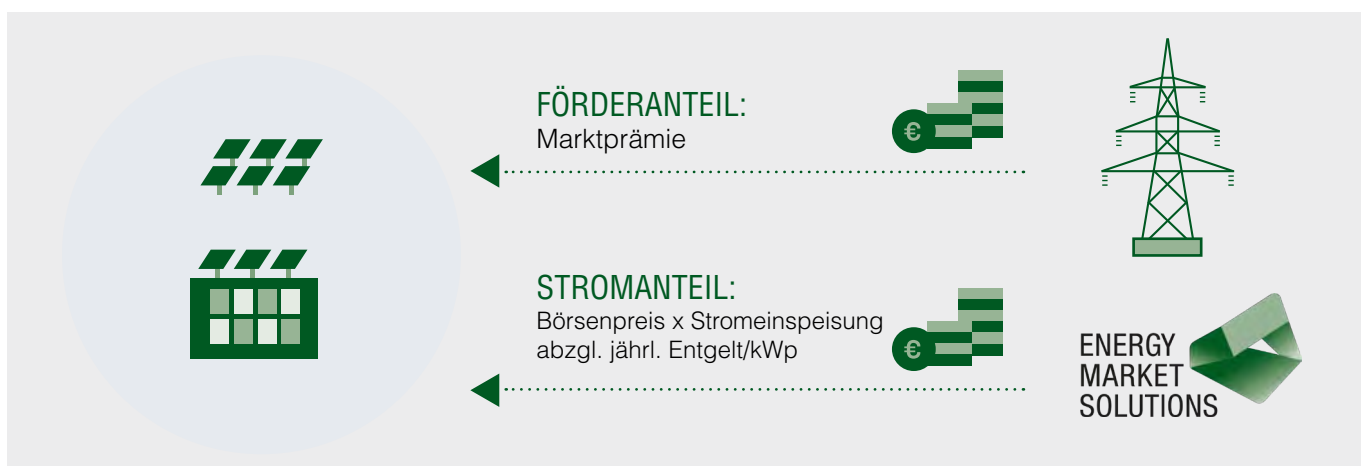 FÖRDERANTEIL:
Marktprämie
€
STROMANTEIL:
Börsenpreis x Stromeinspeisung
abzgl. jährl. Entgelt/kWp
€
ENERGY
MARKET
SOLUTIONS